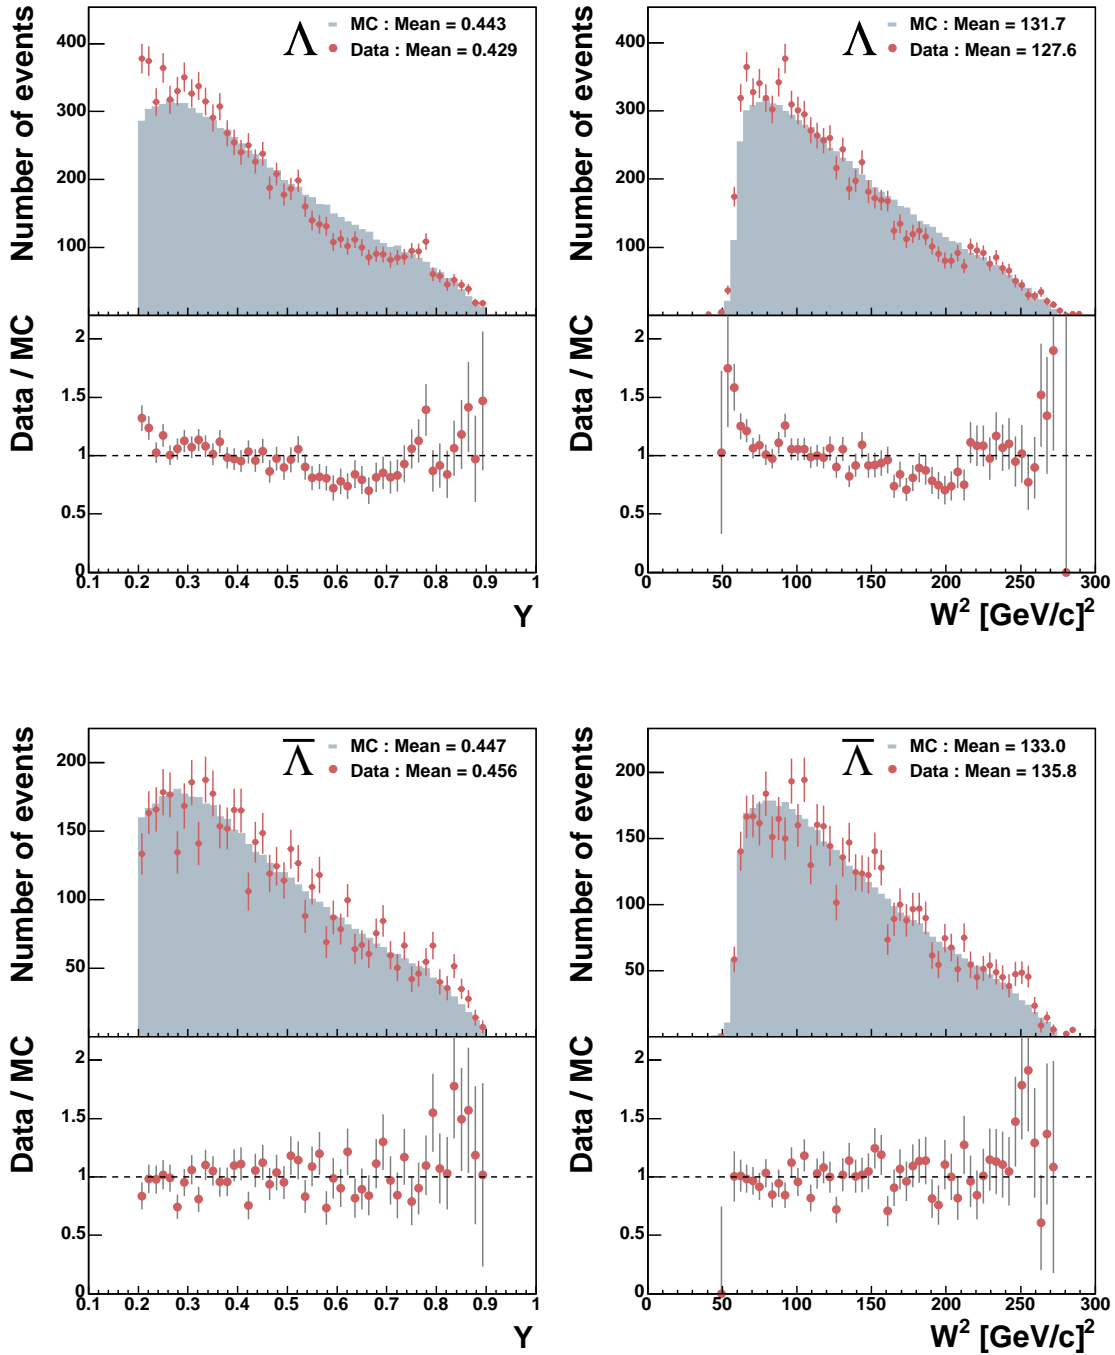 Λ MC : Mean = 0.443
Data : Mean = 0.429
Number of events
400
300
200
100
Data / MC
2
1.5
1
0.5
0
0.1 0.2 0.3 0.4 0.5 0.6 0.7 0.8 0.9 1
Y
Λ MC : Mean = 131.7
Data : Mean = 127.6
Number of events
400
300
200
100
Data / MC
2
1.5
1
0.5
0
0 50 100 150 200 250 300
W² [GeV/c]²
Λ̅ MC : Mean = 0.447
Data : Mean = 0.456
Number of events
200
150
100
50
Data / MC
2
1.5
1
0.5
0
0.1 0.2 0.3 0.4 0.5 0.6 0.7 0.8 0.9 1
Y
Λ̅ MC : Mean = 133.0
Data : Mean = 135.8
Number of events
200
150
100
50
Data / MC
2
1.5
1
0.5
0
0 50 100 150 200 250 300
W² [GeV/c]²